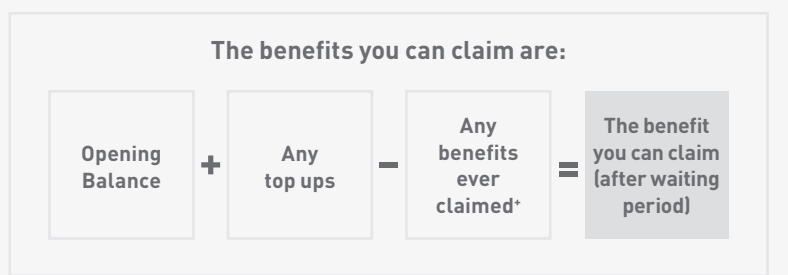 The benefits you can claim are:
Opening
Balance
+
Any
top ups
–
Any
benefits
ever
claimed⁺
=
The benefit
you can claim
(after waiting
period)